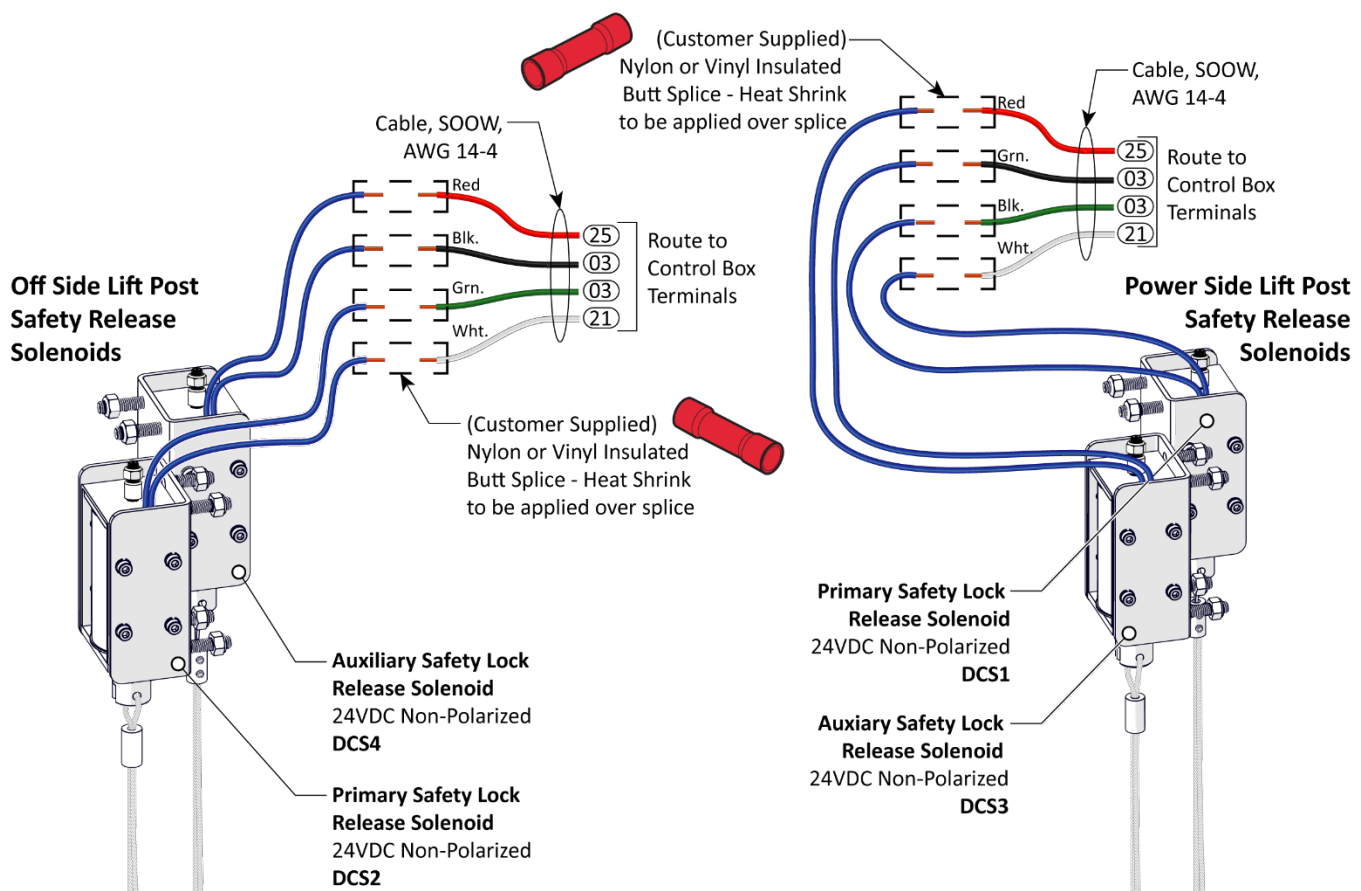 (Customer Supplied)
Nylon or Vinyl Insulated
Butt Splice - Heat Shrink
to be applied over splice
Cable, SOOW,
AWG 14-4
Red
Grn.
Blk.
Wht.
25
03
03
21
Route to
Control Box
Terminals
Power Side Lift Post
Safety Release
Solenoids
Cable, SOOW,
AWG 14-4
Red
Blk.
Grn.
Wht.
25
03
03
21
Route to
Control Box
Terminals
Off Side Lift Post
Safety Release
Solenoids
(Customer Supplied)
Nylon or Vinyl Insulated
Butt Splice - Heat Shrink
to be applied over splice
Auxiliary Safety Lock
Release Solenoid
24VDC Non-Polarized
DCS4
Primary Safety Lock
Release Solenoid
24VDC Non-Polarized
DCS2
Primary Safety Lock
Release Solenoid
24VDC Non-Polarized
DCS1
Auxiary Safety Lock
Release Solenoid
24VDC Non-Polarized
DCS3